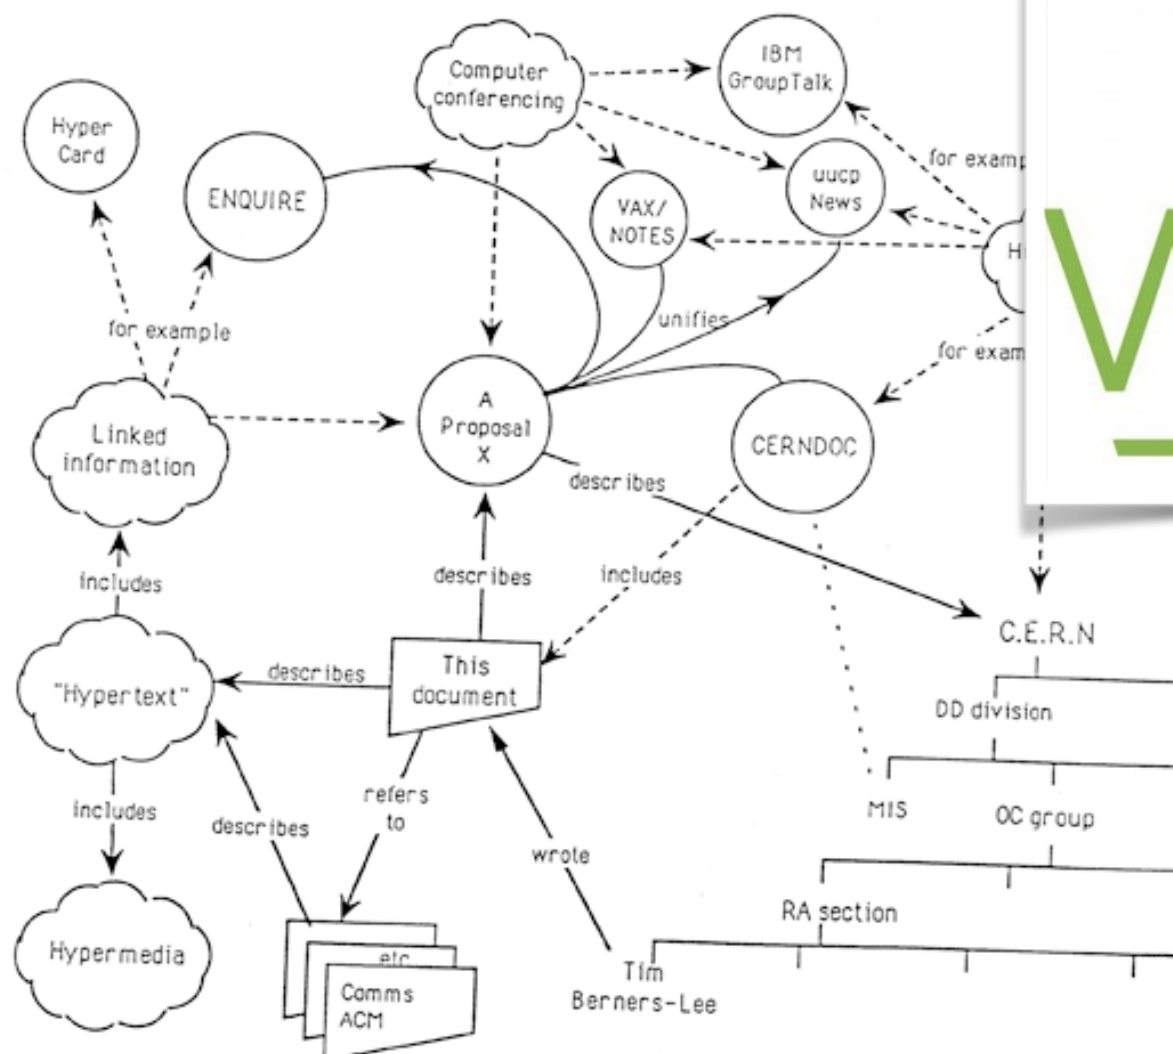 IBM
GroupTalk
Computer
conferencing
Hyper
Card
for examp
uucp
News
ENQUIRE
VAX/
NOTES
H
unifies
for example
for exam
A
Proposal
X
Linked
information
CERNDOC
describes
includes
describes
includes
C.E.R.N
This
document
describes
"Hypertext"
DD division
refers
to
includes
describes
MIS
OC group
wrote
RA section
Hypermedia
etc
Tim
Berners-Lee
Comms
ACM
V